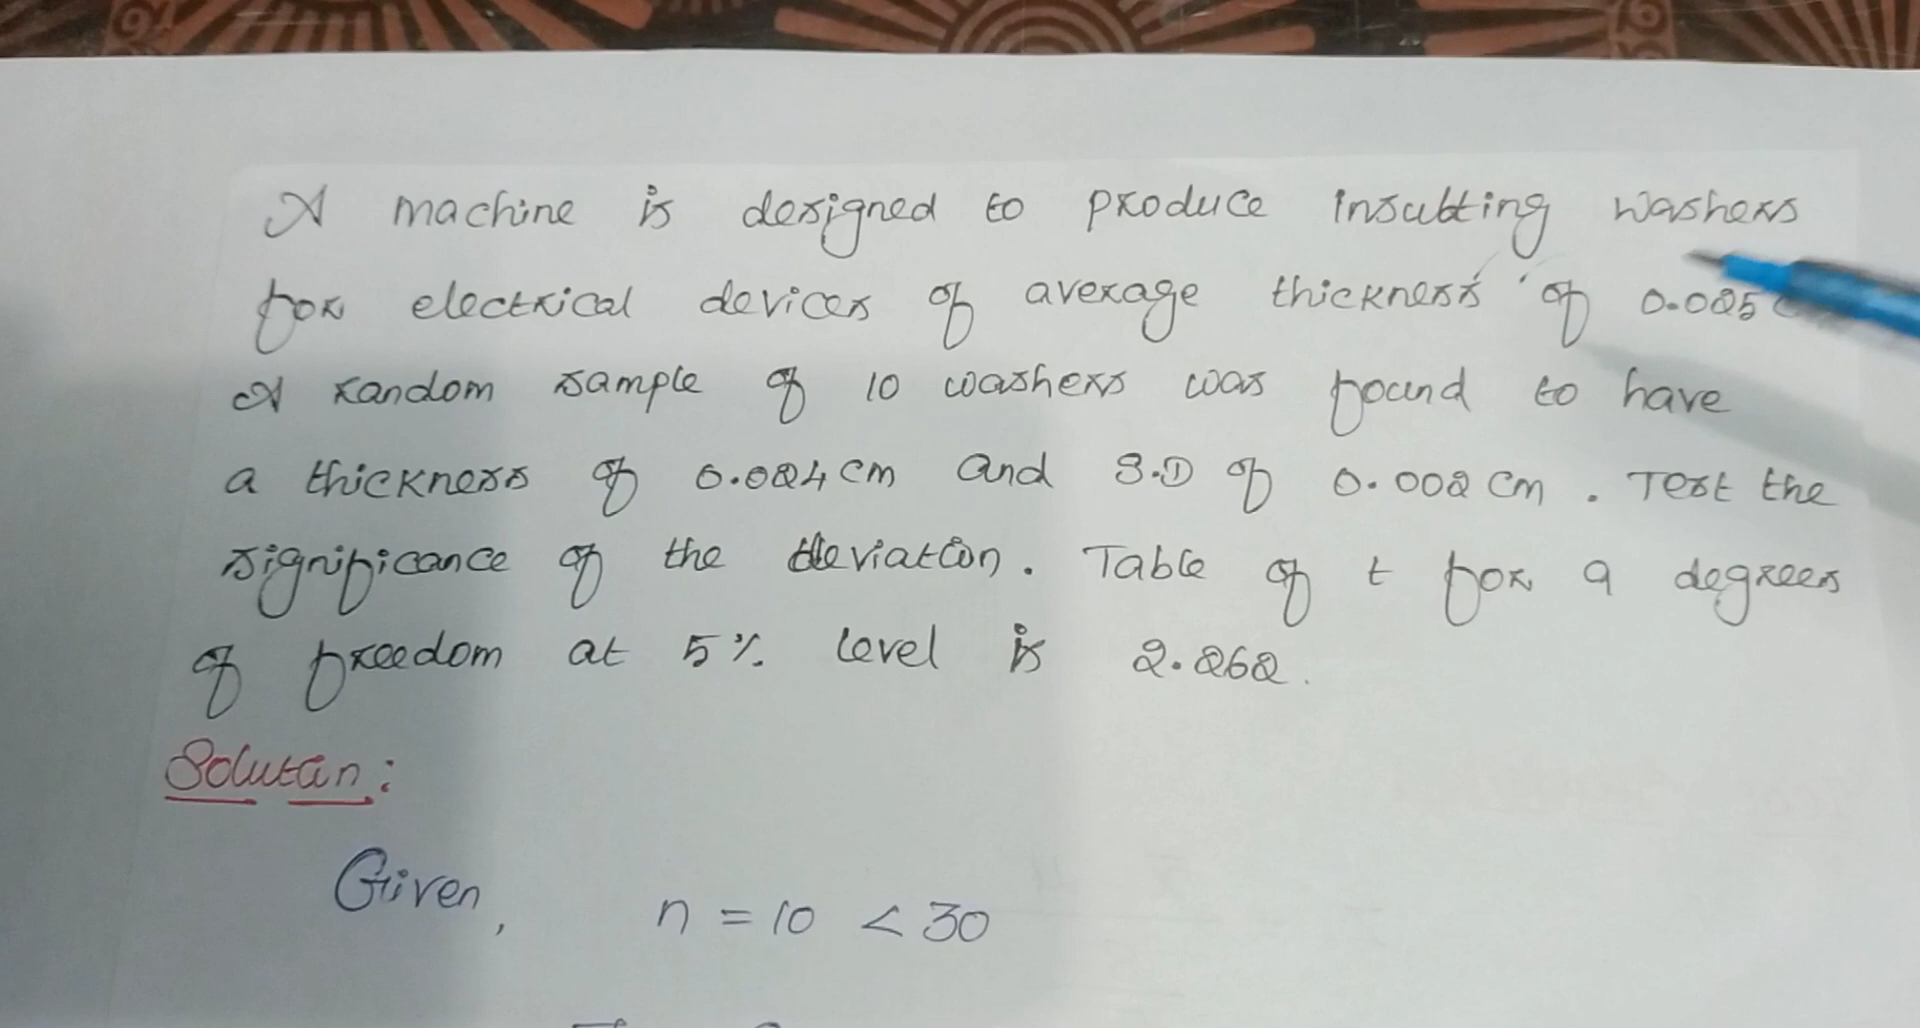 A machine is designed to produce insulting washers
for electrical devices of average thickness of 0.025
A random sample of 10 washers was found to have
a thickness of 0.024 cm and S.D of 0.002 cm. Test the
significance of the deviation. Table of t for 9 degrees
of freedom at 5% level is 2.262.
Solution:
Given, n = 10 < 30